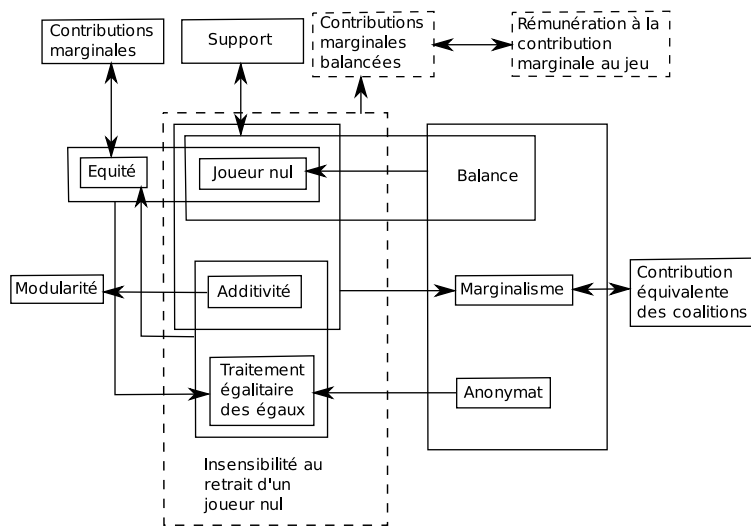 Contributions
marginales
Support
Contributions
marginales
balancées
Rémunération à la
contribution
marginale au jeu
Equité
Joueur nul
Balance
Modularité
Additivité
Marginalisme
Contribution
équivalente
des coalitions
Traitement
égalitaire
des égaux
Anonymat
Insensibilité au
retrait d'un
joueur nul